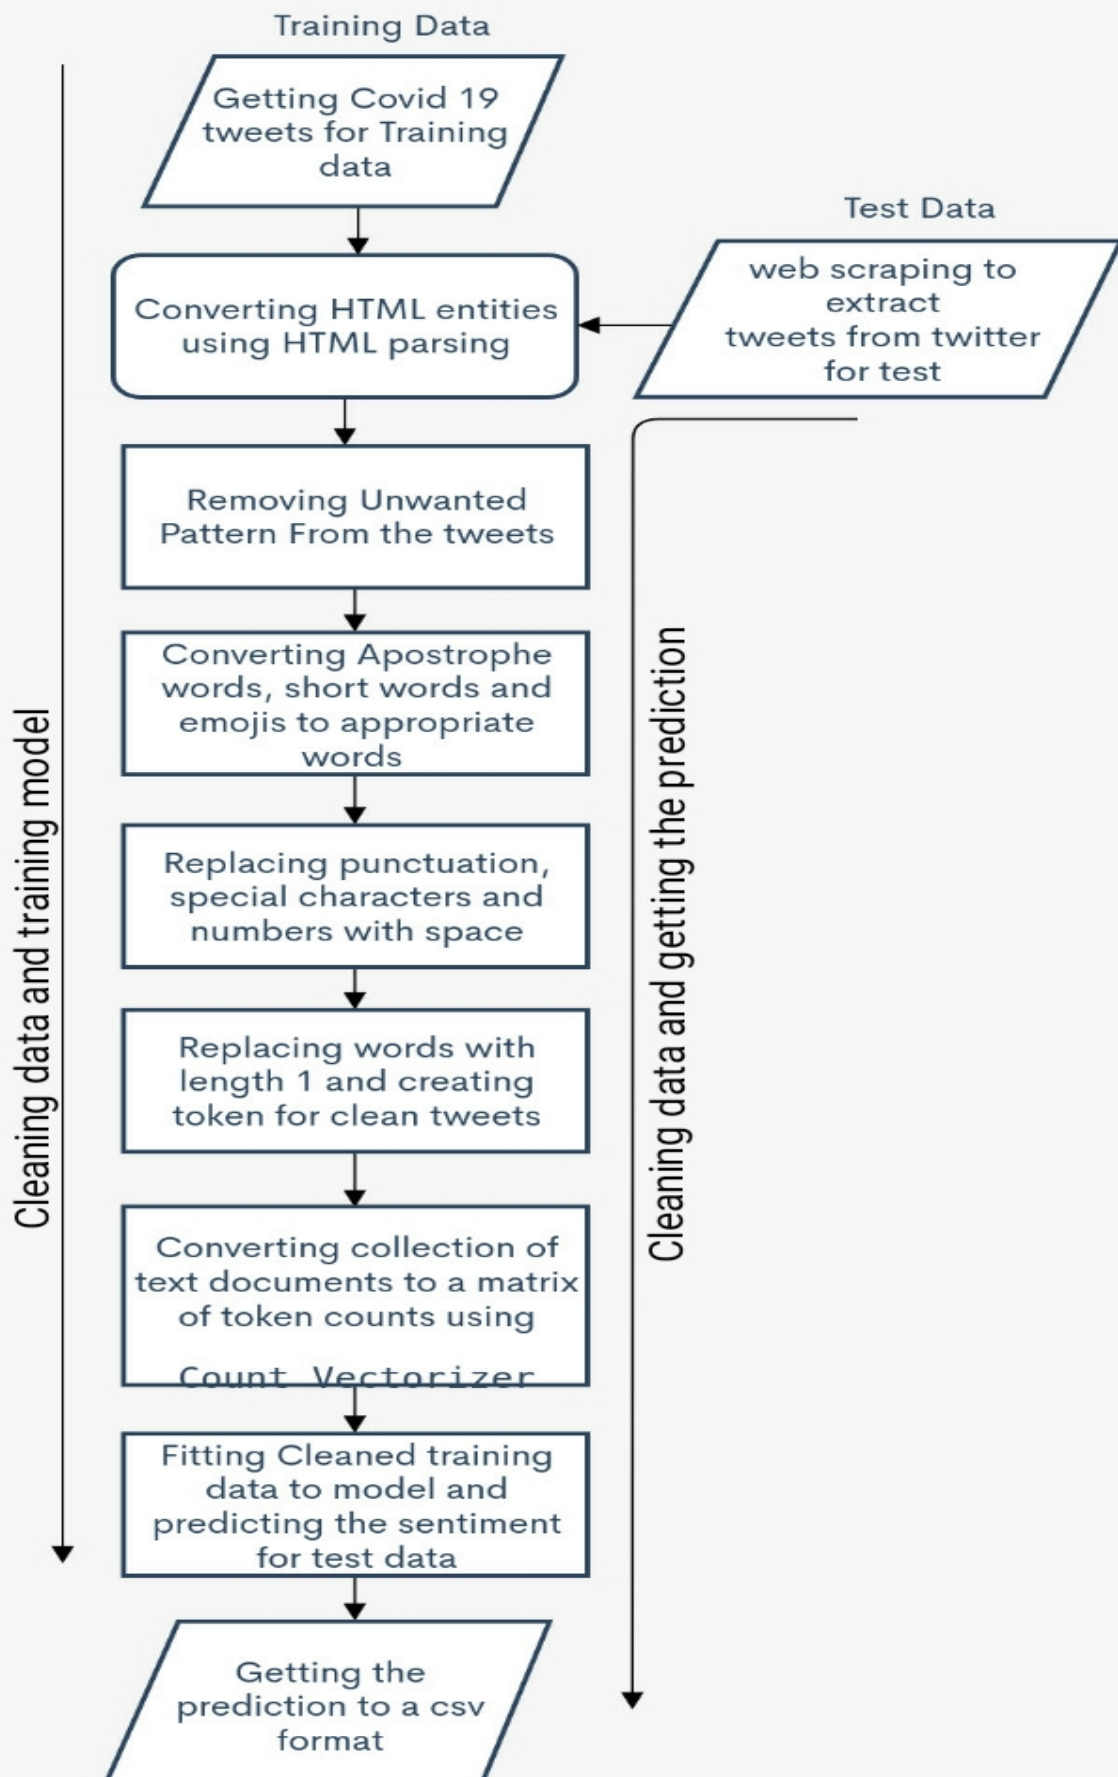 Training Data
Getting Covid 19
tweets for Training
data
Test Data
web scraping to
extract
tweets from twitter
for test
Converting HTML entities
using HTML parsing
Removing Unwanted
Pattern From the tweets
Converting Apostrophe
words, short words and
emojis to appropriate
words
Replacing punctuation,
special characters and
numbers with space
Replacing words with
length 1 and creating
token for clean tweets
Converting collection of
text documents to a matrix
of token counts using
Count Vectorizer
Fitting Cleaned training
data to model and
predicting the sentiment
for test data
Getting the
prediction to a csv
format
Cleaning data and training model
Cleaning data and getting the prediction